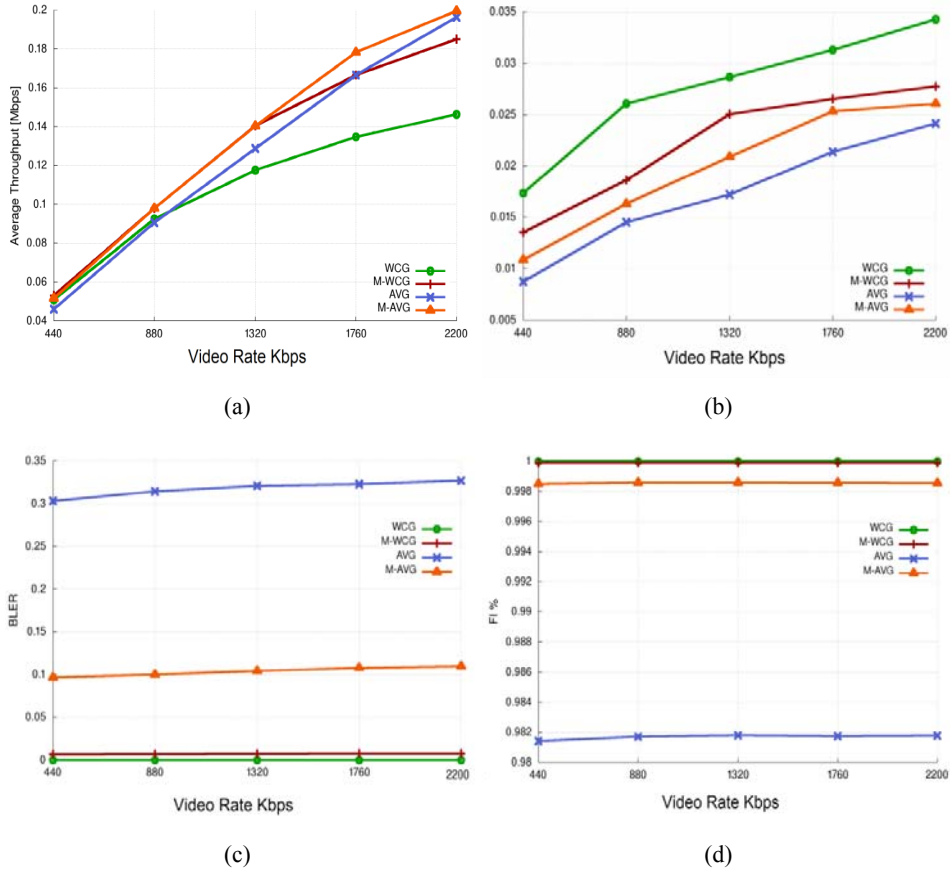 0.2
0.18
0.16
0.14
0.12
0.1
0.08
0.06
0.04
Average Throughput [Mbps]
WCG
M-WCG
AVG
M-AVG
440 880 1320 1760 2200
Video Rate Kbps
(a)
0.035
0.03
0.025
0.02
0.015
0.01
0.005
WCG
M-WCG
AVG
M-AVG
440 880 1320 1760 2200
Video Rate Kbps
(b)
0.35
0.3
0.25
0.2
0.15
0.1
0.05
0
BLER
WCG
M-WCG
AVG
M-AVG
440 880 1320 1760 2200
Video Rate Kbps
(c)
1
0.998
0.996
0.994
0.992
0.99
0.988
0.986
0.984
0.982
0.98
FI %
WCG
M-WCG
AVG
M-AVG
440 880 1320 1760 2200
Video Rate Kbps
(d)